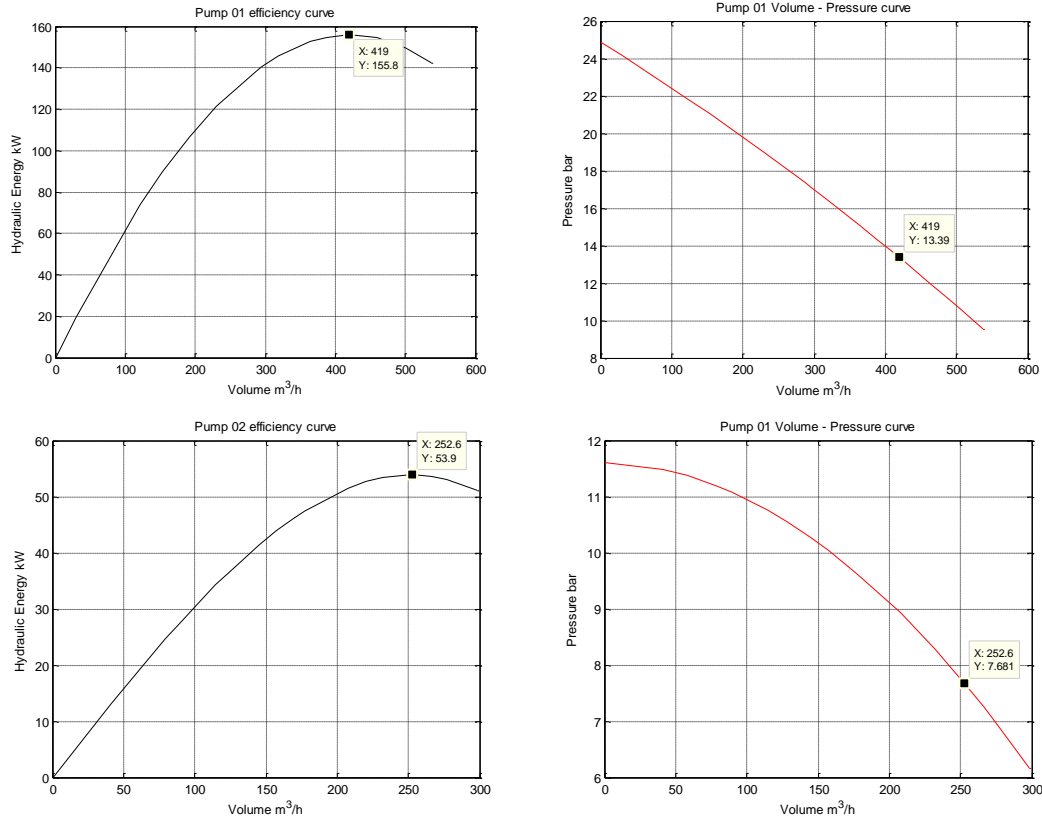 Pump 01 efficiency curve
160
140
120
100
80
60
40
20
0
Hydraulic Energy kW
X: 419
Y: 155.8
0 100 200 300 400 500 600
Volume m³/h
Pump 01 Volume - Pressure curve
26
24
22
20
18
16
14
12
10
8
Pressure bar
X: 419
Y: 13.39
0 100 200 300 400 500 600
Volume m³/h
Pump 02 efficiency curve
60
50
40
30
20
10
0
Hydraulic Energy kW
X: 252.6
Y: 53.9
0 50 100 150 200 250 300
Volume m³/h
Pump 01 Volume - Pressure curve
12
11
10
9
8
7
6
Pressure bar
X: 252.6
Y: 7.681
0 50 100 150 200 250 300
Volume m³/h